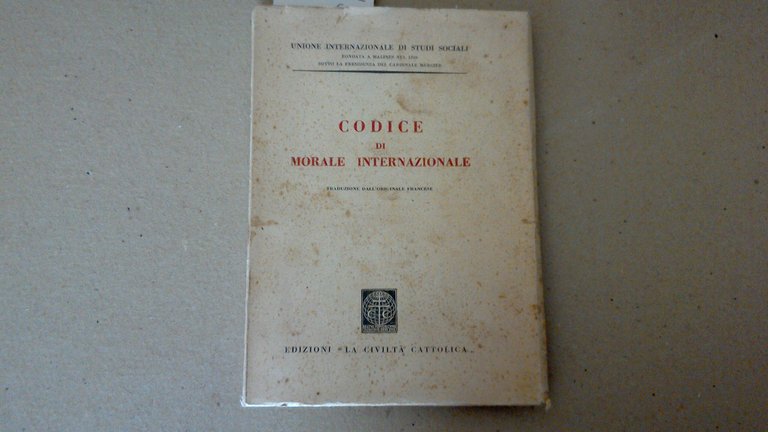 UNIONE INTERNAZIONALE DI STUDI SOCIALI
FONDATA A MALINES NEL 1920
SOTTO LA PRESIDENZA DEL CARDINALE MERCIER
CODICE
DI
MORALE INTERNAZIONALE
TRADUZIONE DALL'ORIGINALE FRANCESE
EDIZIONI "LA CIVILTÀ CATTOLICA„